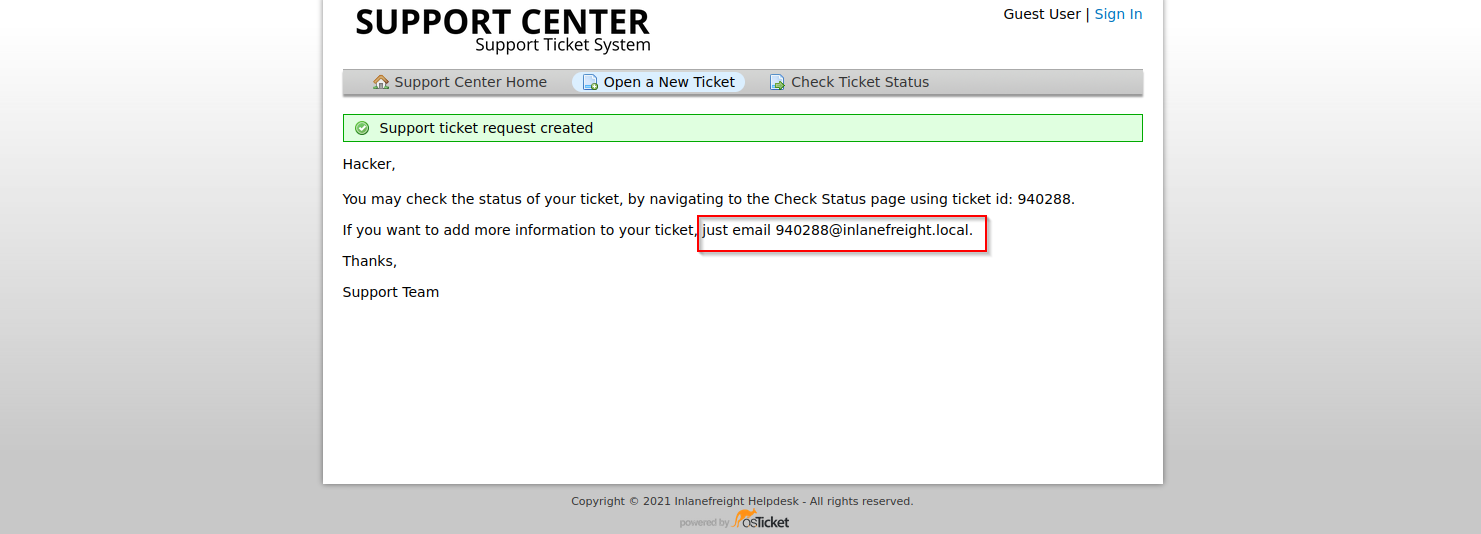 SUPPORT CENTER
Support Ticket System
Guest User | Sign In
Support Center Home
Open a New Ticket
Check Ticket Status
Support ticket request created
Hacker,
You may check the status of your ticket, by navigating to the Check Status page using ticket id: 940288.
If you want to add more information to your ticket, just email 940288@inlanefreight.local.
Thanks,
Support Team
Copyright © 2021 Inlanefreight Helpdesk - All rights reserved.
powered by osTicket